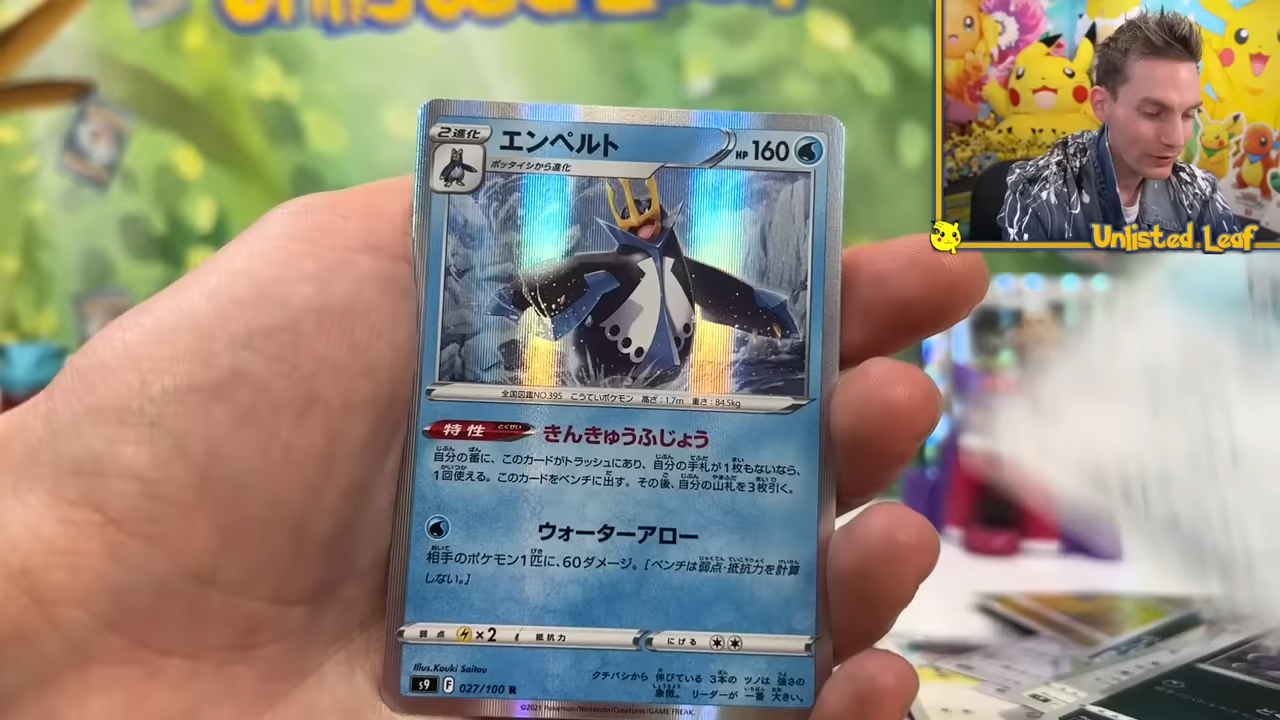 Unlisted Leaf
2進化
エンペルト
HP 160
ポッタイシから進化
全国図鑑NO.395 こうていポケモン 高さ:1.7m 重さ:84.5kg
特性 とくせい きんきゅうふじょう
自分の番に、このカードがトラッシュにあり、自分の手札が1枚もないなら、
1回使える。このカードをベンチに出す。その後、自分の山札を3枚引く。
ウォーターアロー
相手のポケモン1匹に、60ダメージ。[ベンチは弱点・抵抗力を計算
しない。]
弱点 ×2 抵抗力 にげる
Illus.Kouki Saitou
s9 F 027/100 R
クチバシから 伸びている 3本の ツノは 強さの
象徴。 リーダーが 一番 大きい。
©2021 Pokémon/Nintendo/Creatures/GAME FREAK.